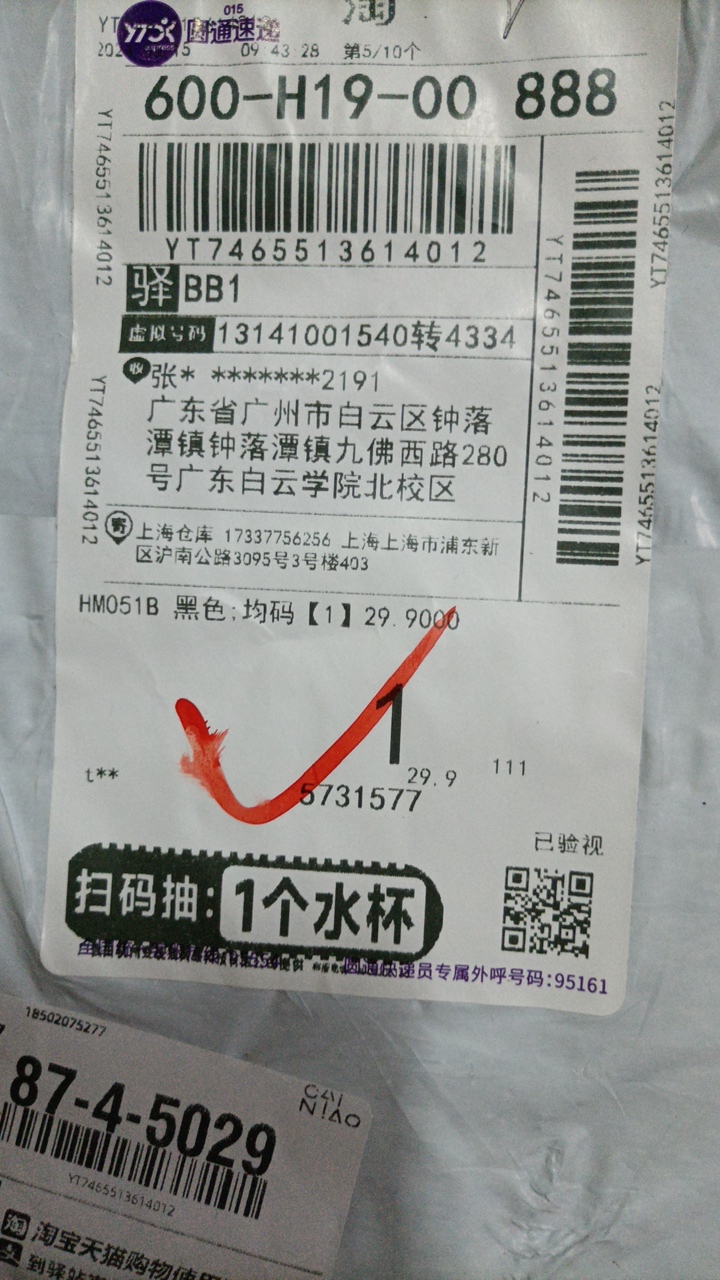 圆通速递
015
淘
09 43 28 第5/10个
600-H19-00 888
YT7465513614012
YT7465513614012
YT7465513614012
YT7465513614012
驿 BB1
虚拟号码 13141001540转4334
收 张* *******2191
广东省广州市白云区钟落
潭镇钟落潭镇九佛西路280
号广东白云学院北校区
YT7465513614012
YT7465513614012
寄 上海仓库 17337756256 上海上海市浦东新
区沪南公路3095号3号楼403
HM051B 黑色;均码【1】29.9000
1
t** 29.9 111
5731577
已验视
扫码抽: 1个水杯
圆通快递员专属外呼号码:95161
18502075277
87-4-5029
CAI
NIAO
YT7465513614012
淘 淘宝天猫购物使用
到驿站